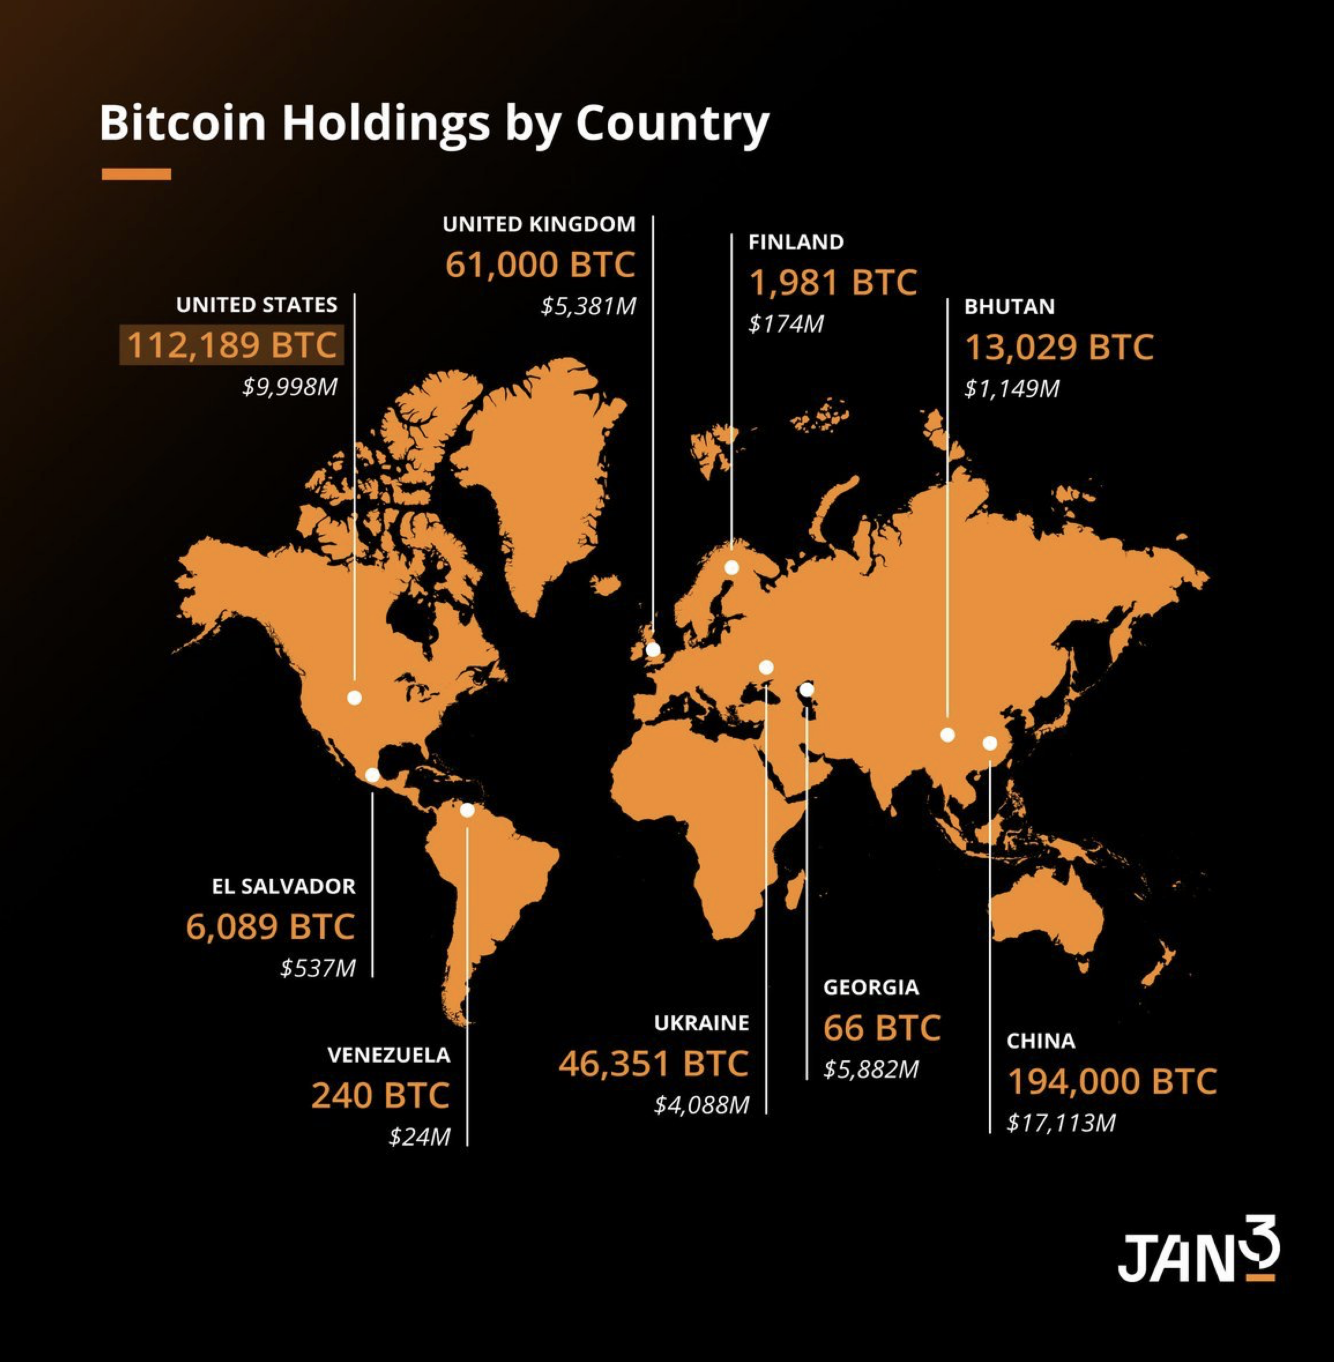 Bitcoin Holdings by Country
UNITED KINGDOM
61,000 BTC
$5,381M
FINLAND
1,981 BTC
$174M
UNITED STATES
112,189 BTC
$9,998M
BHUTAN
13,029 BTC
$1,149M
EL SALVADOR
6,089 BTC
$537M
VENEZUELA
240 BTC
$24M
UKRAINE
46,351 BTC
$4,088M
GEORGIA
66 BTC
$5,882M
CHINA
194,000 BTC
$17,113M
JAN3